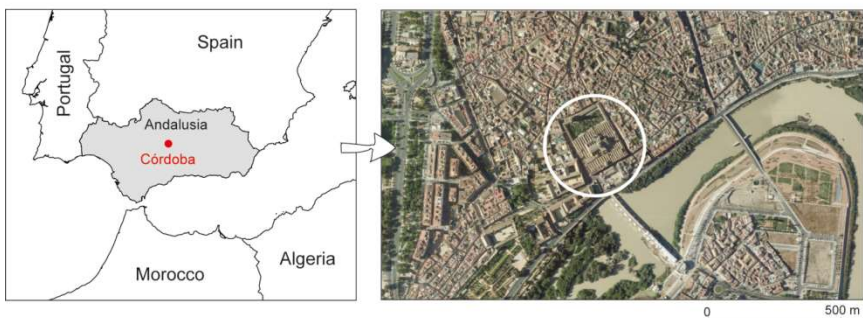 Spain
Portugal
Andalusia
Córdoba
Algeria
Morocco
0 500 m